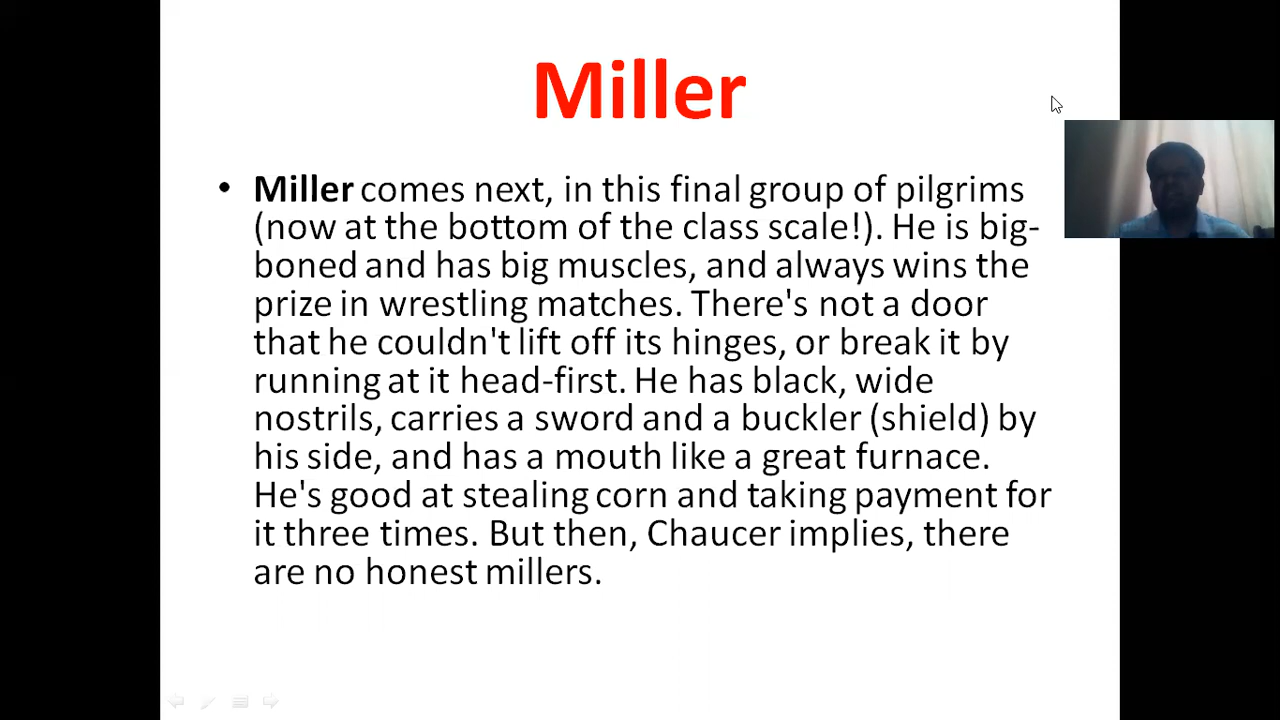 Miller
• Miller comes next, in this final group of pilgrims
(now at the bottom of the class scale!). He is big-
boned and has big muscles, and always wins the
prize in wrestling matches. There's not a door
that he couldn't lift off its hinges, or break it by
running at it head-first. He has black, wide
nostrils, carries a sword and a buckler (shield) by
his side, and has a mouth like a great furnace.
He's good at stealing corn and taking payment for
it three times. But then, Chaucer implies, there
are no honest millers.